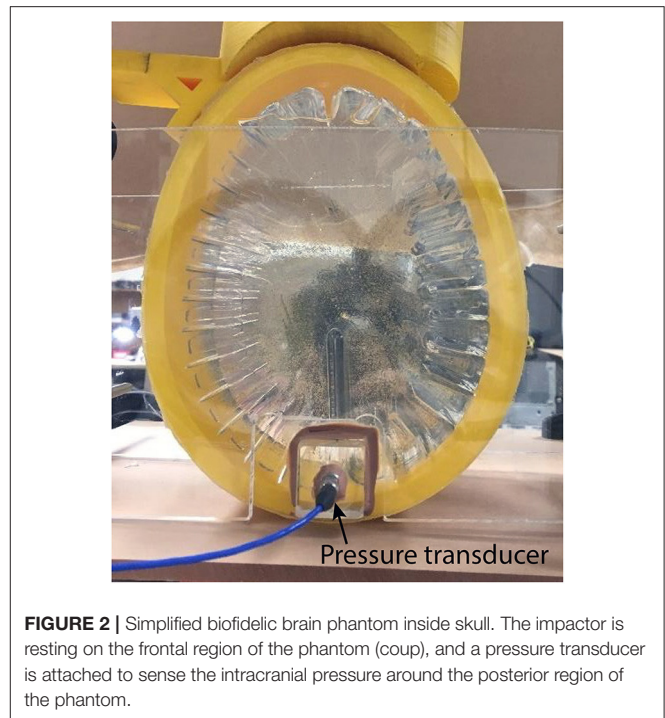 Pressure transducer
FIGURE 2 | Simplified biofidelic brain phantom inside skull. The impactor is
resting on the frontal region of the phantom (coup), and a pressure transducer
is attached to sense the intracranial pressure around the posterior region of
the phantom.